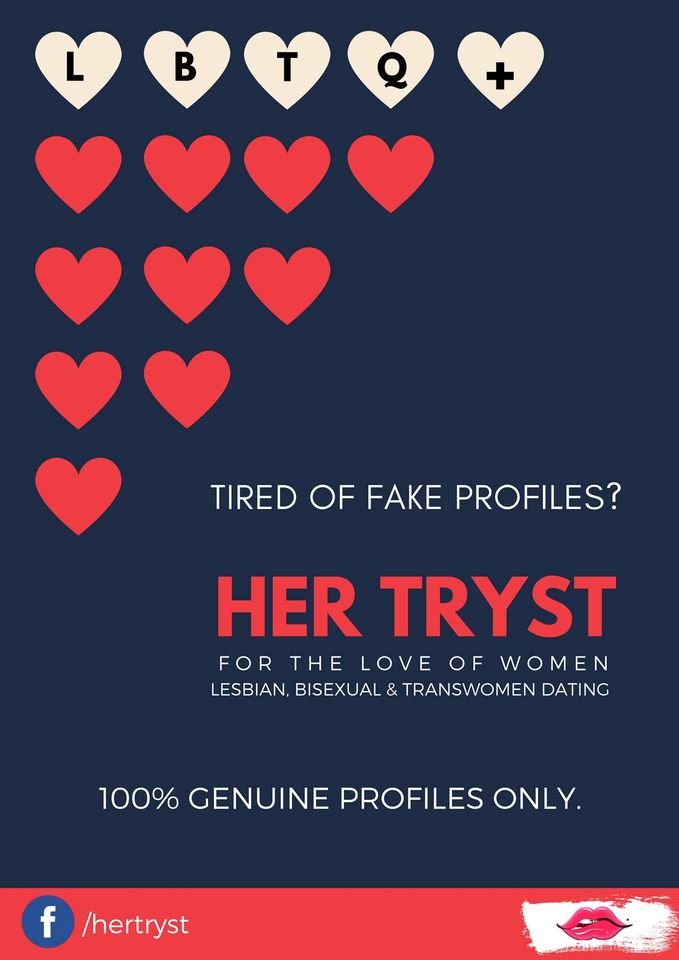 L B T Q +
TIRED OF FAKE PROFILES?
HER TRYST
FOR THE LOVE OF WOMEN
LESBIAN, BISEXUAL & TRANSWOMEN DATING
100% GENUINE PROFILES ONLY.
f /hertryst